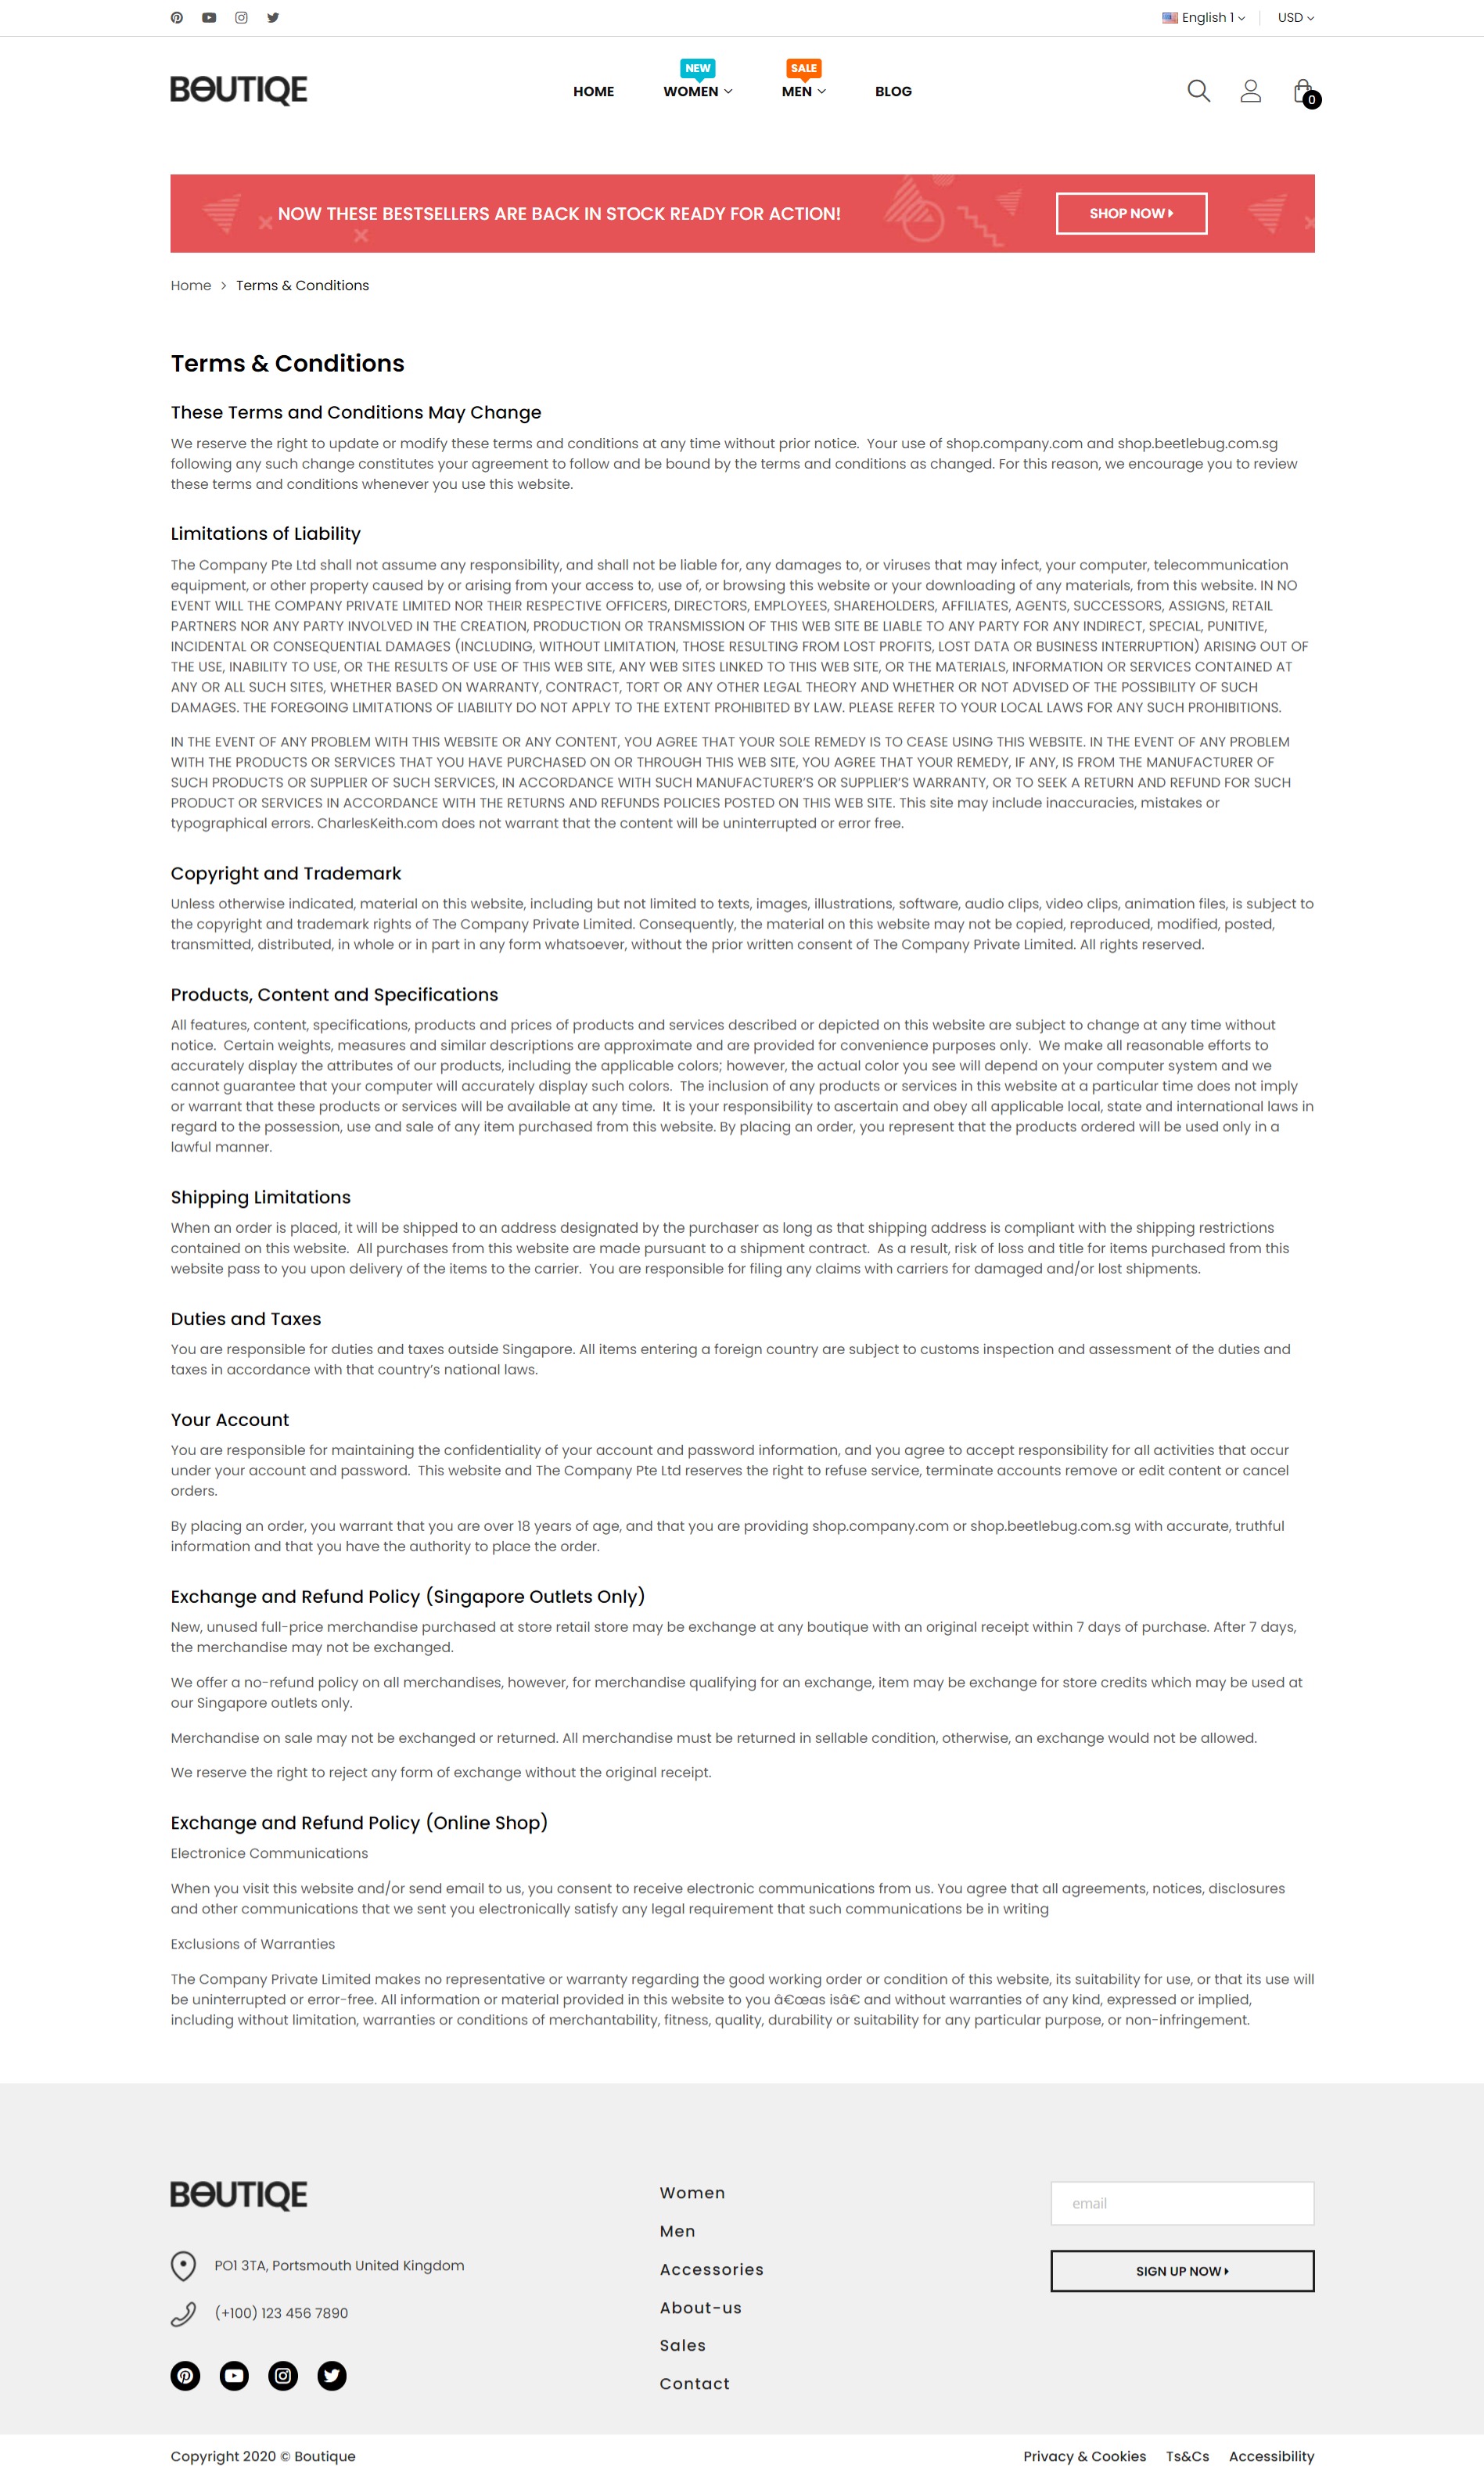 English 1
USD
BOUTIQE
HOME
NEW
WOMEN
SALE
MEN
BLOG
0
NOW THESE BESTSELLERS ARE BACK IN STOCK READY FOR ACTION!
SHOP NOW
Home > Terms & Conditions
Terms & Conditions
These Terms and Conditions May Change
We reserve the right to update or modify these terms and conditions at any time without prior notice.  Your use of shop.company.com and shop.beetlebug.com.sg
following any such change constitutes your agreement to follow and be bound by the terms and conditions as changed. For this reason, we encourage you to review
these terms and conditions whenever you use this website.
Limitations of Liability
The Company Pte Ltd shall not assume any responsibility, and shall not be liable for, any damages to, or viruses that may infect, your computer, telecommunication
equipment, or other property caused by or arising from your access to, use of, or browsing this website or your downloading of any materials, from this website. IN NO
EVENT WILL THE COMPANY PRIVATE LIMITED NOR THEIR RESPECTIVE OFFICERS, DIRECTORS, EMPLOYEES, SHAREHOLDERS, AFFILIATES, AGENTS, SUCCESSORS, ASSIGNS, RETAIL
PARTNERS NOR ANY PARTY INVOLVED IN THE CREATION, PRODUCTION OR TRANSMISSION OF THIS WEB SITE BE LIABLE TO ANY PARTY FOR ANY INDIRECT, SPECIAL, PUNITIVE,
INCIDENTAL OR CONSEQUENTIAL DAMAGES (INCLUDING, WITHOUT LIMITATION, THOSE RESULTING FROM LOST PROFITS, LOST DATA OR BUSINESS INTERRUPTION) ARISING OUT OF
THE USE, INABILITY TO USE, OR THE RESULTS OF USE OF THIS WEB SITE, ANY WEB SITES LINKED TO THIS WEB SITE, OR THE MATERIALS, INFORMATION OR SERVICES CONTAINED AT
ANY OR ALL SUCH SITES, WHETHER BASED ON WARRANTY, CONTRACT, TORT OR ANY OTHER LEGAL THEORY AND WHETHER OR NOT ADVISED OF THE POSSIBILITY OF SUCH
DAMAGES. THE FOREGOING LIMITATIONS OF LIABILITY DO NOT APPLY TO THE EXTENT PROHIBITED BY LAW. PLEASE REFER TO YOUR LOCAL LAWS FOR ANY SUCH PROHIBITIONS.
IN THE EVENT OF ANY PROBLEM WITH THIS WEBSITE OR ANY CONTENT, YOU AGREE THAT YOUR SOLE REMEDY IS TO CEASE USING THIS WEBSITE. IN THE EVENT OF ANY PROBLEM
WITH THE PRODUCTS OR SERVICES THAT YOU HAVE PURCHASED ON OR THROUGH THIS WEB SITE, YOU AGREE THAT YOUR REMEDY, IF ANY, IS FROM THE MANUFACTURER OF
SUCH PRODUCTS OR SUPPLIER OF SUCH SERVICES, IN ACCORDANCE WITH SUCH MANUFACTURER’S OR SUPPLIER’S WARRANTY, OR TO SEEK A RETURN AND REFUND FOR SUCH
PRODUCT OR SERVICES IN ACCORDANCE WITH THE RETURNS AND REFUNDS POLICIES POSTED ON THIS WEB SITE. This site may include inaccuracies, mistakes or
typographical errors. CharlesKeith.com does not warrant that the content will be uninterrupted or error free.
Copyright and Trademark
Unless otherwise indicated, material on this website, including but not limited to texts, images, illustrations, software, audio clips, video clips, animation files, is subject to
the copyright and trademark rights of The Company Private Limited. Consequently, the material on this website may not be copied, reproduced, modified, posted,
transmitted, distributed, in whole or in part in any form whatsoever, without the prior written consent of The Company Private Limited. All rights reserved.
Products, Content and Specifications
All features, content, specifications, products and prices of products and services described or depicted on this website are subject to change at any time without
notice.  Certain weights, measures and similar descriptions are approximate and are provided for convenience purposes only.  We make all reasonable efforts to
accurately display the attributes of our products, including the applicable colors; however, the actual color you see will depend on your computer system and we
cannot guarantee that your computer will accurately display such colors.  The inclusion of any products or services in this website at a particular time does not imply
or warrant that these products or services will be available at any time.  It is your responsibility to ascertain and obey all applicable local, state and international laws in
regard to the possession, use and sale of any item purchased from this website. By placing an order, you represent that the products ordered will be used only in a
lawful manner.
Shipping Limitations
When an order is placed, it will be shipped to an address designated by the purchaser as long as that shipping address is compliant with the shipping restrictions
contained on this website.  All purchases from this website are made pursuant to a shipment contract.  As a result, risk of loss and title for items purchased from this
website pass to you upon delivery of the items to the carrier.  You are responsible for filing any claims with carriers for damaged and/or lost shipments.
Duties and Taxes
You are responsible for duties and taxes outside Singapore. All items entering a foreign country are subject to customs inspection and assessment of the duties and
taxes in accordance with that country’s national laws.
Your Account
You are responsible for maintaining the confidentiality of your account and password information, and you agree to accept responsibility for all activities that occur
under your account and password.  This website and The Company Pte Ltd reserves the right to refuse service, terminate accounts remove or edit content or cancel
orders.
By placing an order, you warrant that you are over 18 years of age, and that you are providing shop.company.com or shop.beetlebug.com.sg with accurate, truthful
information and that you have the authority to place the order.
Exchange and Refund Policy (Singapore Outlets Only)
New, unused full-price merchandise purchased at store retail store may be exchange at any boutique with an original receipt within 7 days of purchase. After 7 days,
the merchandise may not be exchanged.
We offer a no-refund policy on all merchandises, however, for merchandise qualifying for an exchange, item may be exchange for store credits which may be used at
our Singapore outlets only.
Merchandise on sale may not be exchanged or returned. All merchandise must be returned in sellable condition, otherwise, an exchange would not be allowed.
We reserve the right to reject any form of exchange without the original receipt.
Exchange and Refund Policy (Online Shop)
Electronice Communications
When you visit this website and/or send email to us, you consent to receive electronic communications from us. You agree that all agreements, notices, disclosures
and other communications that we sent you electronically satisfy any legal requirement that such communications be in writing
Exclusions of Warranties
The Company Private Limited makes no representative or warranty regarding the good working order or condition of this website, its suitability for use, or that its use will
be uninterrupted or error-free. All information or material provided in this website to you â€œas isâ€ and without warranties of any kind, expressed or implied,
including without limitation, warranties or conditions of merchantability, fitness, quality, durability or suitability for any particular purpose, or non-infringement.
BOUTIQE
PO1 3TA, Portsmouth United Kingdom
(+100) 123 456 7890
Women
Men
Accessories
About-us
Sales
Contact
email
SIGN UP NOW
Copyright 2020 © Boutique
Privacy & Cookies
Ts&Cs
Accessibility